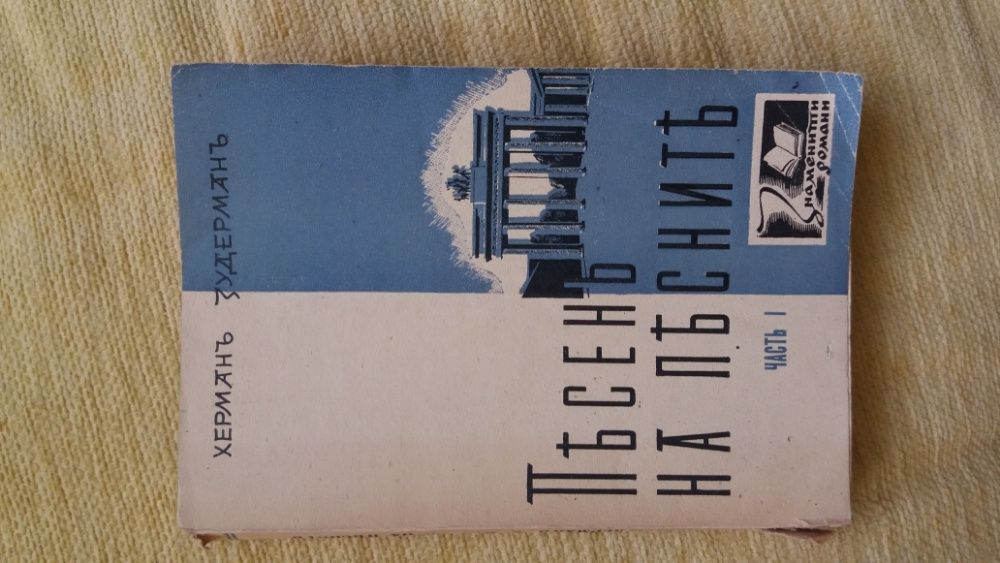 Херманъ Зудерманъ
Пѣсень
на пѣснитѣ
часть I
Знаменити
романи